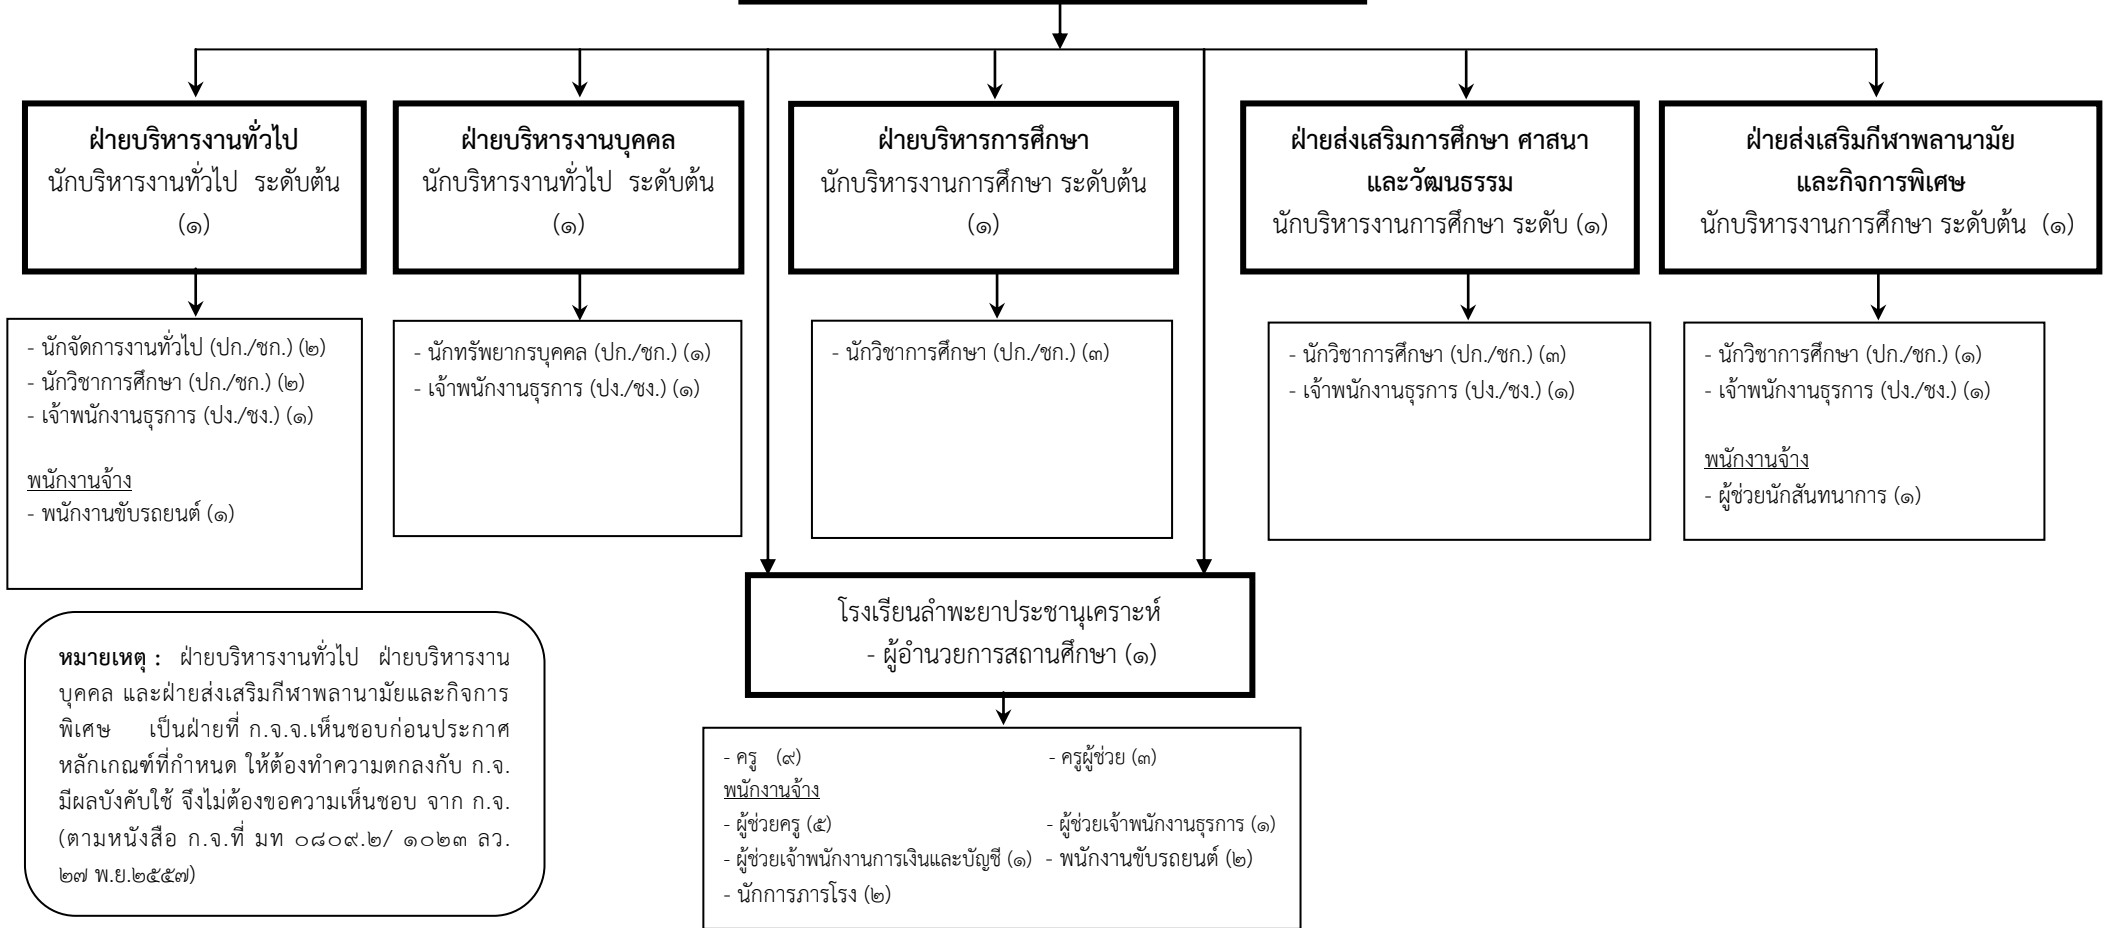 ฝ่ายบริหารงานทั่วไป
นักบริหารงานทั่วไป ระดับต้น
(๑)
ฝ่ายบริหารงานบุคคล
นักบริหารงานทั่วไป ระดับต้น
(๑)
ฝ่ายบริหารการศึกษา
นักบริหารงานการศึกษา ระดับต้น
(๑)
ฝ่ายส่งเสริมการศึกษา ศาสนา
และวัฒนธรรม
นักบริหารงานการศึกษา ระดับ (๑)
ฝ่ายส่งเสริมกีฬาพลานามัย
และกิจการพิเศษ
นักบริหารงานการศึกษา ระดับต้น (๑)
- นักจัดการงานทั่วไป (ปก./ชก.) (๒)
- นักวิชาการศึกษา (ปก./ชก.) (๒)
- เจ้าพนักงานธุรการ (ปง./ชง.) (๑)
พนักงานจ้าง
- พนักงานขับรถยนต์ (๑)
- นักทรัพยากรบุคคล (ปก./ชก.) (๑)
- เจ้าพนักงานธุรการ (ปง./ชง.) (๑)
- นักวิชาการศึกษา (ปก./ชก.) (๓)
- นักวิชาการศึกษา (ปก./ชก.) (๓)
- เจ้าพนักงานธุรการ (ปง./ชง.) (๑)
- นักวิชาการศึกษา (ปก./ชก.) (๑)
- เจ้าพนักงานธุรการ (ปง./ชง.) (๑)
พนักงานจ้าง
- ผู้ช่วยนักสันทนาการ (๑)
โรงเรียนลำพะยาประชานุเคราะห์
- ผู้อำนวยการสถานศึกษา (๑)
- ครู (๙) - ครูผู้ช่วย (๓)
พนักงานจ้าง
- ผู้ช่วยครู (๕) - ผู้ช่วยเจ้าพนักงานธุรการ (๑)
- ผู้ช่วยเจ้าพนักงานการเงินและบัญชี (๑) - พนักงานขับรถยนต์ (๒)
- นักการภารโรง (๒)
หมายเหตุ : ฝ่ายบริหารงานทั่วไป ฝ่ายบริหารงาน
บุคคล และฝ่ายส่งเสริมกีฬาพลานามัยและกิจการ
พิเศษ เป็นฝ่ายที่ ก.จ.จ.เห็นชอบก่อนประกาศ
หลักเกณฑ์ที่กำหนด ให้ต้องทำความตกลงกับ ก.จ.
มีผลบังคับใช้ จึงไม่ต้องขอความเห็นชอบ จาก ก.จ.
(ตามหนังสือ ก.จ.ที่ มท ๐๘๐๙.๒/ ๑๐๒๓ ลว.
๒๗ พ.ย.๒๕๕๗)